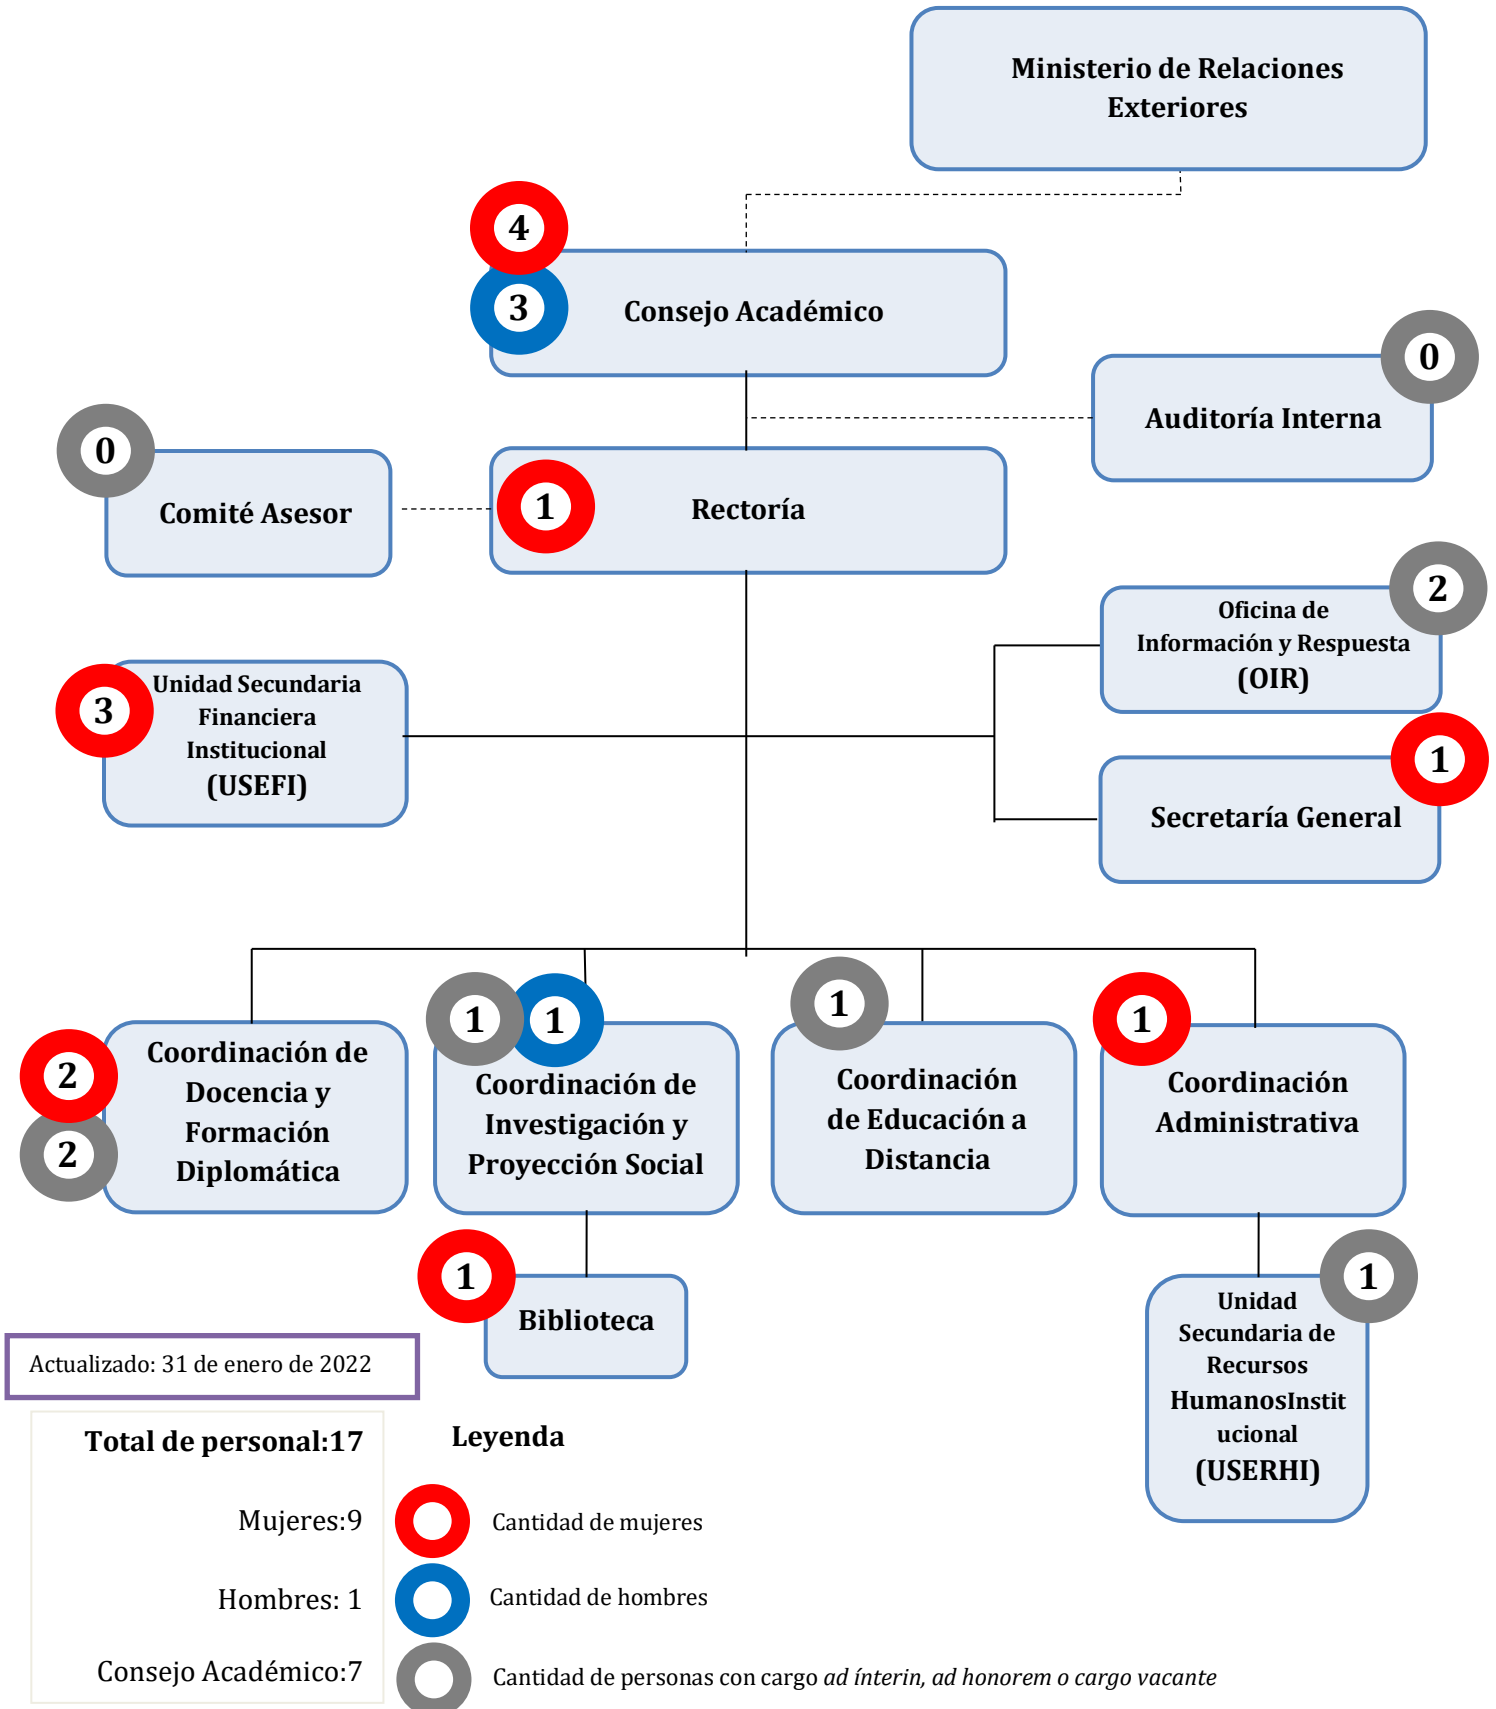 Ministerio de Relaciones
Exteriores
4
3
Consejo Académico
0
Auditoría Interna
0
Comité Asesor
1
Rectoría
2
Oficina de
Información y Respuesta
(OIR)
3
Unidad Secundaria
Financiera
Institucional
(USEFI)
1
Secretaría General
2
2
Coordinación de
Docencia y
Formación
Diplomática
1
1
Coordinación de
Investigación y
Proyección Social
1
Coordinación
de Educación a
Distancia
1
Coordinación
Administrativa
1
Biblioteca
1
Unidad
Secundaria de
Recursos
HumanosInstit
ucional
(USERHI)
Actualizado: 31 de enero de 2022
Total de personal:17
Mujeres:9
Hombres: 1
Consejo Académico:7
Leyenda
Cantidad de mujeres
Cantidad de hombres
Cantidad de personas con cargo ad ínterin, ad honorem o cargo vacante